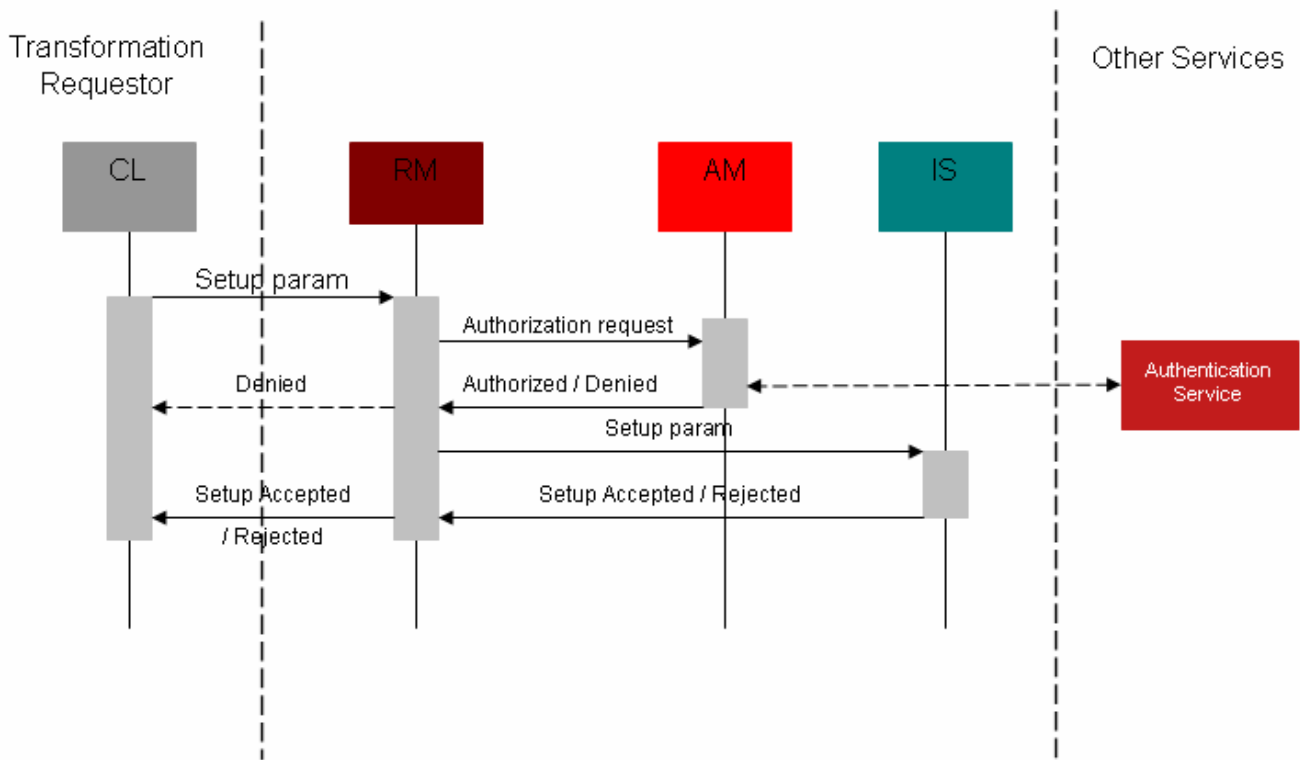 Transformation
Requestor
Other Services
CL
RM
AM
IS
Setup param
Authorization request
Denied
Authorized / Denied
Authentication
Service
Setup param
Setup Accepted
/ Rejected
Setup Accepted / Rejected